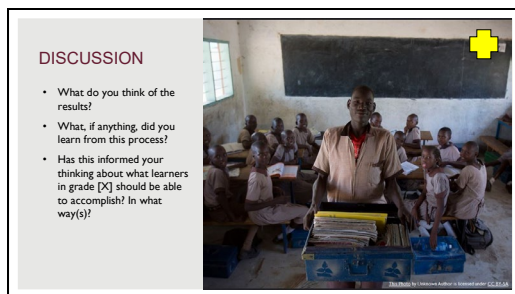 DISCUSSION
• What do you think of the
results?
• What, if anything, did you
learn from this process?
• Has this informed your
thinking about what learners
in grade [X] should be able
to accomplish? In what
way(s)?
This Photo by Unknown Author is licensed under CC BY-SA